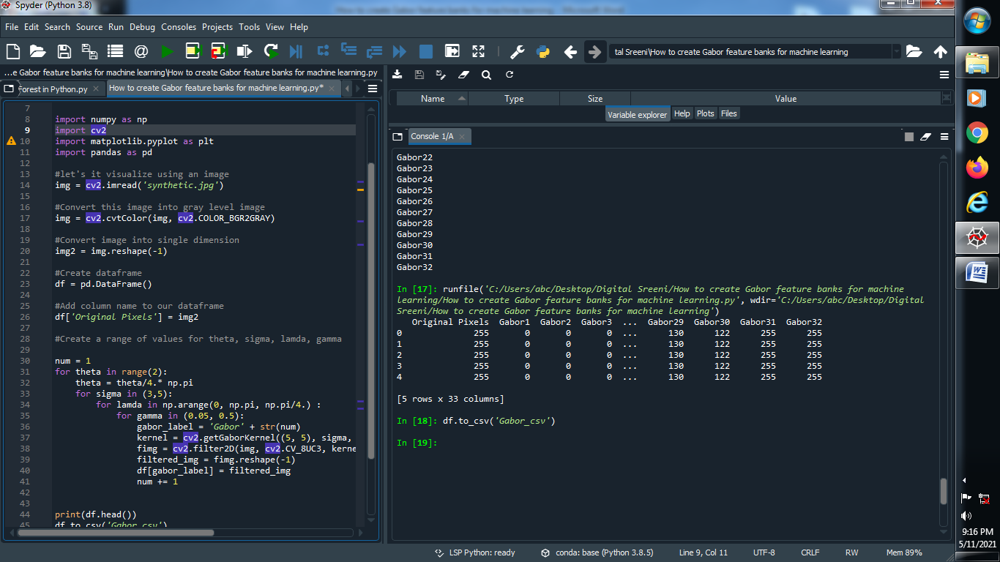 Spyder (Python 3.8)
File Edit Search Source Run Debug Consoles Projects Tools View Help
tal Sreeni\How to create Gabor feature banks for machine learning
...e Gabor feature banks for machine learning\How to create Gabor feature banks for machine learning.py
Forest in Python.py
How to create Gabor feature banks for machine learning.py*
7
8 import numpy as np
9 import cv2
10 import matplotlib.pyplot as plt
11 import pandas as pd
12
13 #let's it visualize using an image
14 img = cv2.imread('synthetic.jpg')
15
16 #Convert this image into gray level image
17 img = cv2.cvtColor(img, cv2.COLOR_BGR2GRAY)
18
19 #Convert image into single dimension
20 img2 = img.reshape(-1)
21
22 #Create dataframe
23 df = pd.DataFrame()
24
25 #Add column name to our dataframe
26 df['Original Pixels'] = img2
27
28 #Create a range of values for theta, sigma, lamda, gamma
29
30 num = 1
31 for theta in range(2):
32 theta = theta/4.* np.pi
33 for sigma in (3,5):
34 for lamda in np.arange(0, np.pi, np.pi/4.) :
35 for gamma in (0.05, 0.5):
36 gabor_label = 'Gabor' + str(num)
37 kernel = cv2.getGaborKernel((5, 5), sigma,
38 fimg = cv2.filter2D(img, cv2.CV_8UC3, kerne
39 filtered_img = fimg.reshape(-1)
40 df[gabor_label] = filtered_img
41 num += 1
42
43
44 print(df.head())
45 df.to_csv('Gabor_csv')
Name Type Size Value
Variable explorer Help Plots Files
Console 1/A
Gabor22
Gabor23
Gabor24
Gabor25
Gabor26
Gabor27
Gabor28
Gabor29
Gabor30
Gabor31
Gabor32
In [17]: runfile('C:/Users/abc/Desktop/Digital Sreeni/How to create Gabor feature banks for machine
learning/How to create Gabor feature banks for machine learning.py', wdir='C:/Users/abc/Desktop/Digital
Sreeni/How to create Gabor feature banks for machine learning')
Original Pixels Gabor1 Gabor2 Gabor3 ... Gabor29 Gabor30 Gabor31 Gabor32
0 255 0 0 0 ... 130 122 255 255
1 255 0 0 0 ... 130 122 255 255
2 255 0 0 0 ... 130 122 255 255
3 255 0 0 0 ... 130 122 255 255
4 255 0 0 0 ... 130 122 255 255
[5 rows x 33 columns]
In [18]: df.to_csv('Gabor_csv')
In [19]:
LSP Python: ready conda: base (Python 3.8.5) Line 9, Col 11 UTF-8 CRLF RW Mem 89%
9:16 PM
5/11/2021